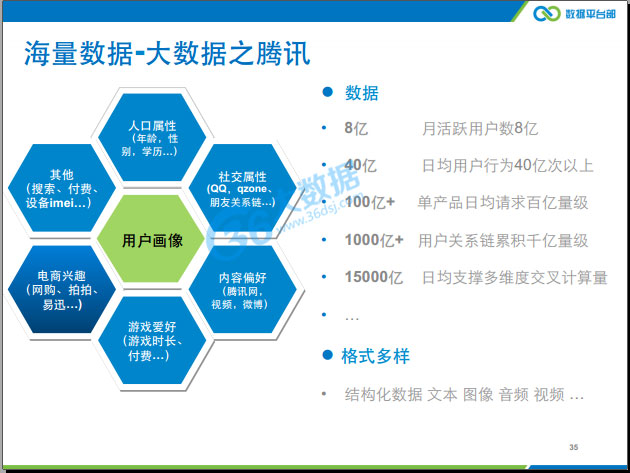 数据平台部
海量数据-大数据之腾讯
人口属性
（年龄，性
别，学历...）
社交属性
(QQ，qzone、
朋友关系链...)
内容偏好
（腾讯网，
视频，微博）
游戏爱好
（游戏时长、
付费...）
电商兴趣
（网购、拍拍、
易迅...)
其他
（搜索、付费、
设备imei...）
用户画像
数据
8亿 月活跃用户数8亿
40亿 日均用户行为40亿次以上
100亿+ 单产品日均请求百亿量级
1000亿+ 用户关系链累积千亿量级
15000亿 日均支撑多维度交叉计算量
...
格式多样
结构化数据 文本 图像 音频 视频 ...
36大数据
www.36dsj.com
35